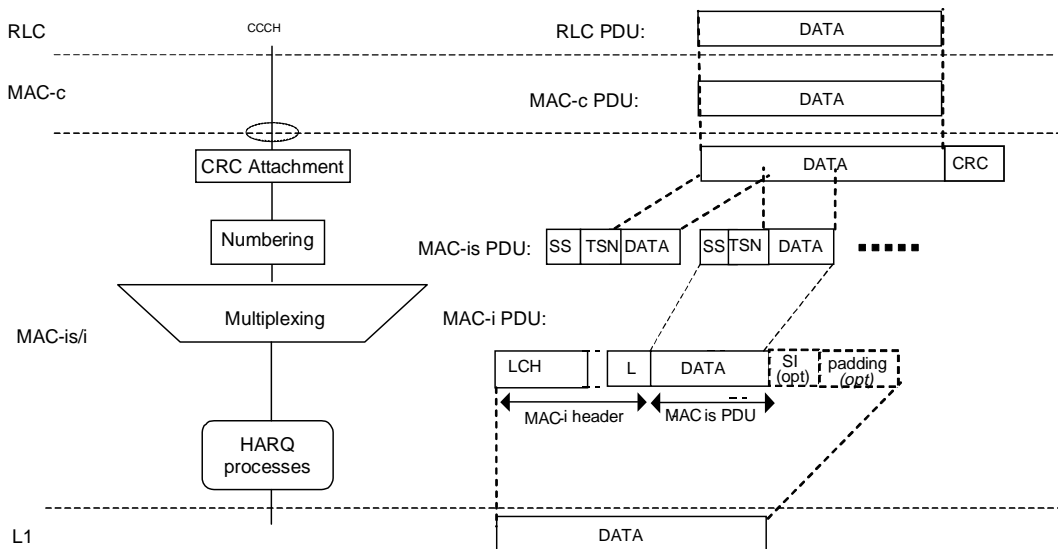 RLC
CCCH
RLC PDU:
DATA
MAC-c
MAC-c PDU:
DATA
CRC Attachment
DATA
CRC
Numbering
MAC-is PDU:
SS
TSN
DATA
SS
TSN
DATA
MAC-is/i
Multiplexing
MAC-i PDU:
LCH
L
DATA
SI
(opt)
padding
(opt)
MAC-i header
MAC-is PDU
HARQ
processes
L1
DATA